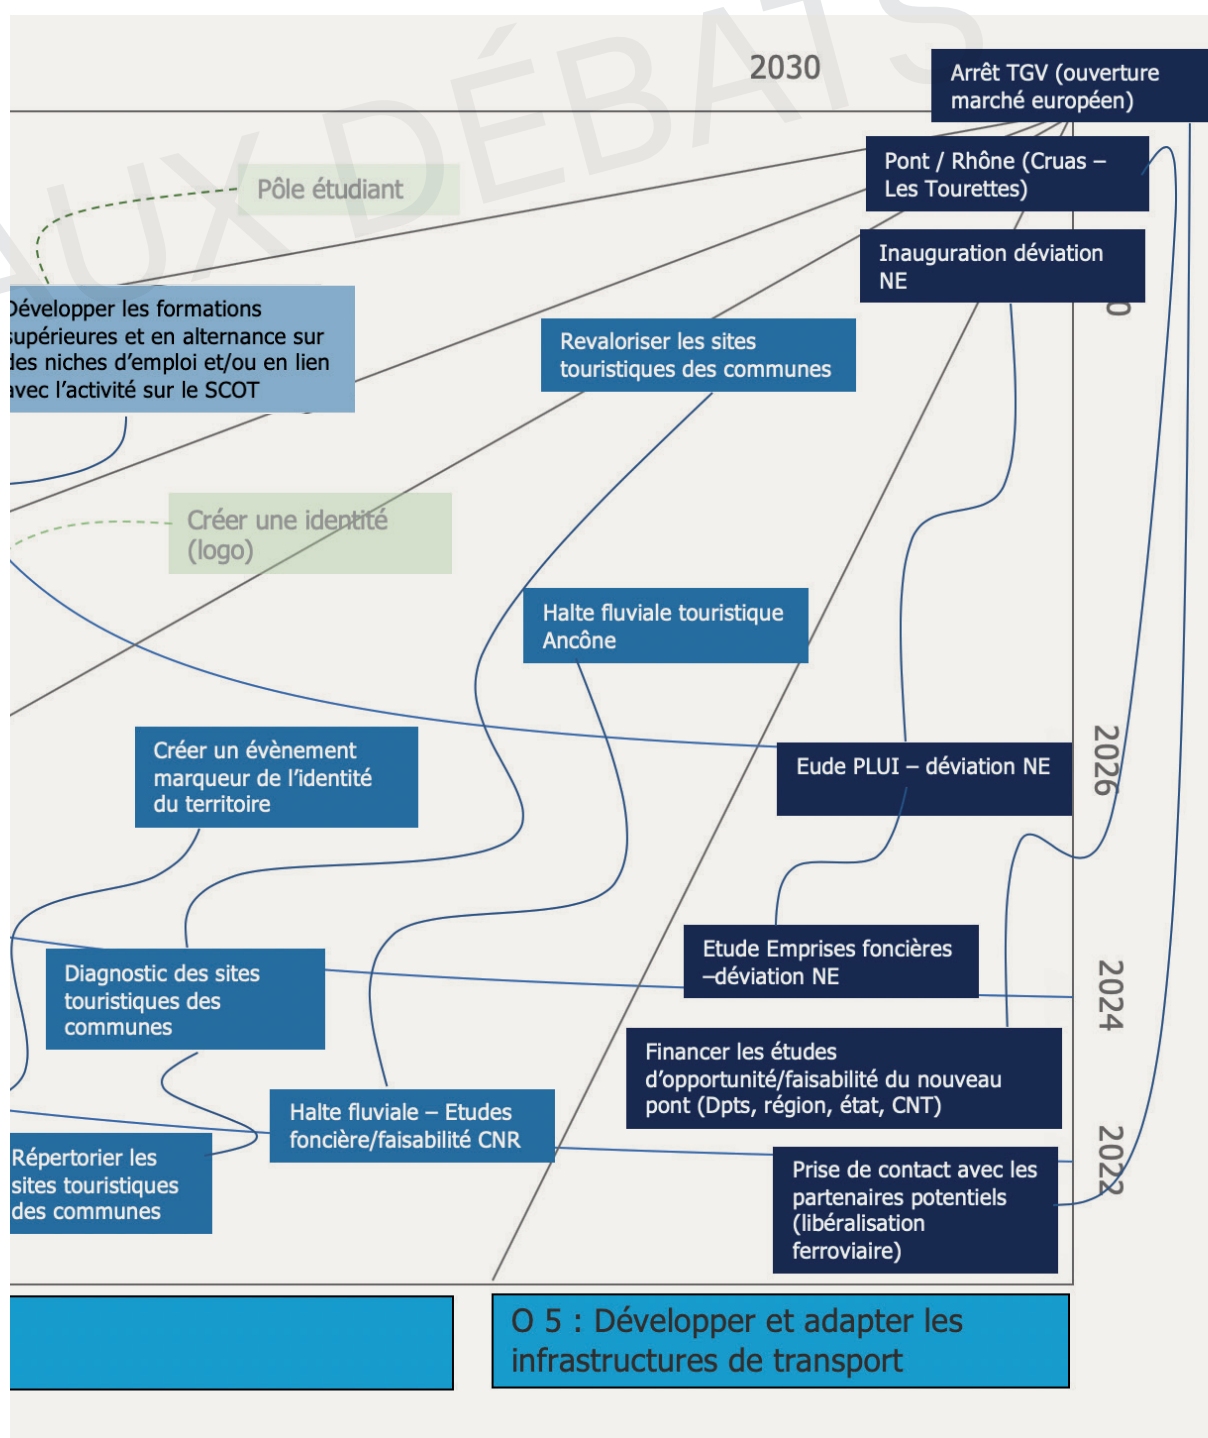 AUX DÉBATS
2030
Arrêt TGV (ouverture
marché européen)
Pont / Rhône (Cruas –
Les Tourettes)
Pôle étudiant
Inauguration déviation
NE
0
Développer les formations
supérieures et en alternance sur
des niches d'emploi et/ou en lien
avec l'activité sur le SCOT
Revaloriser les sites
touristiques des communes
Créer une identité
(logo)
Halte fluviale touristique
Ancône
Créer un évènement
marqueur de l'identité
du territoire
Eude PLUI – déviation NE
2026
Etude Emprises foncières
–déviation NE
Diagnostic des sites
touristiques des
communes
2024
Financer les études
d'opportunité/faisabilité du nouveau
pont (Dpts, région, état, CNT)
Halte fluviale – Etudes
foncière/faisabilité CNR
Répertorier les
sites touristiques
des communes
2022
Prise de contact avec les
partenaires potentiels
(libéralisation
ferroviaire)
O 5 : Développer et adapter les
infrastructures de transport